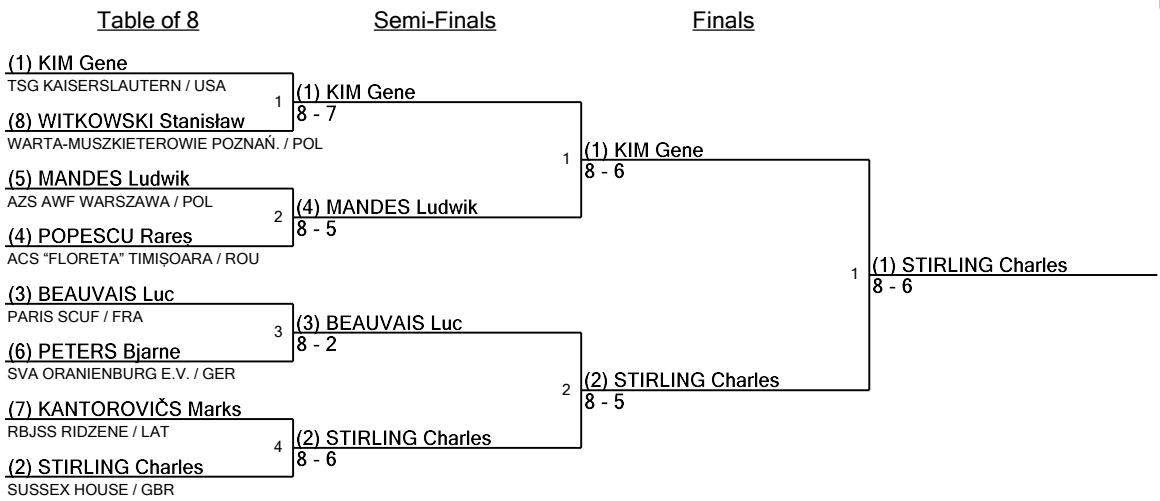 Table of 8
Semi-Finals
Finals
(1) KIM Gene
TSG KAISERSLAUTERN / USA
1
(8) WITKOWSKI Stanisław
WARTA-MUSZKIETEROWIE POZNAŃ. / POL
(5) MANDES Ludwik
AZS AWF WARSZAWA / POL
2
(4) POPESCU Rareș
ACS “FLORETA” TIMIȘOARA / ROU
(3) BEAUVAIS Luc
PARIS SCUF / FRA
3
(6) PETERS Bjarne
SVA ORANIENBURG E.V. / GER
(7) KANTOROVIČS Marks
RBJSS RIDZENE / LAT
4
(2) STIRLING Charles
SUSSEX HOUSE / GBR
(1) KIM Gene
8 - 7
1
(4) MANDES Ludwik
8 - 5
(3) BEAUVAIS Luc
8 - 2
2
(2) STIRLING Charles
8 - 6
(1) KIM Gene
8 - 6
1
(2) STIRLING Charles
8 - 5
(1) STIRLING Charles
8 - 6